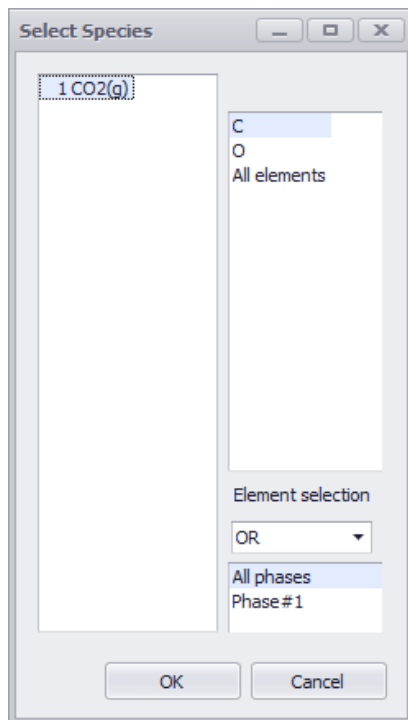 Select Species
1 CO2(g)
C
O
All elements
Element selection
OR
All phases
Phase#1
OK
Cancel